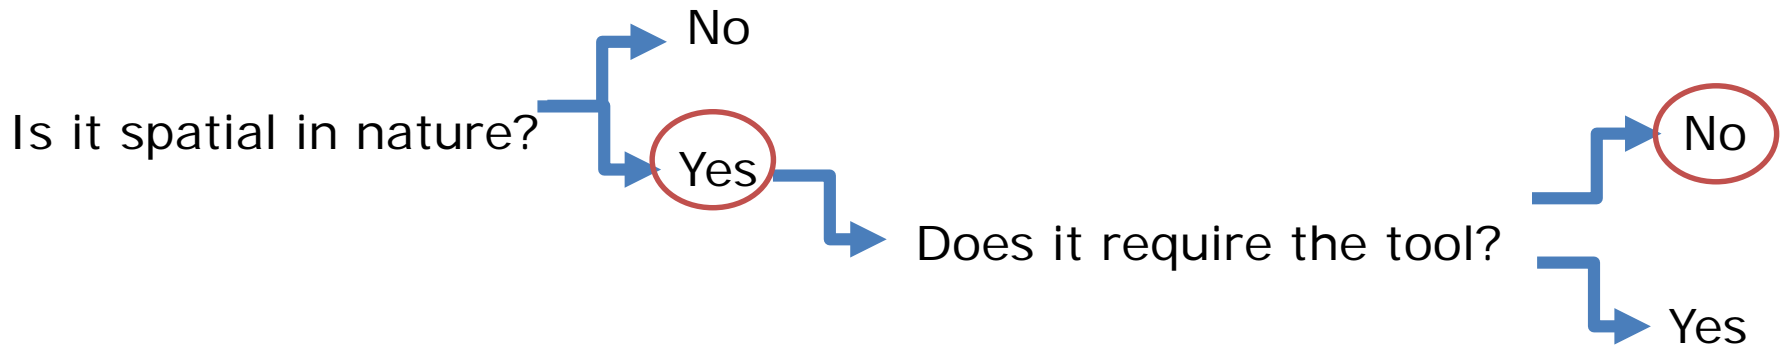 No
Is it spatial in nature?
Yes
Does it require the tool?
No
Yes